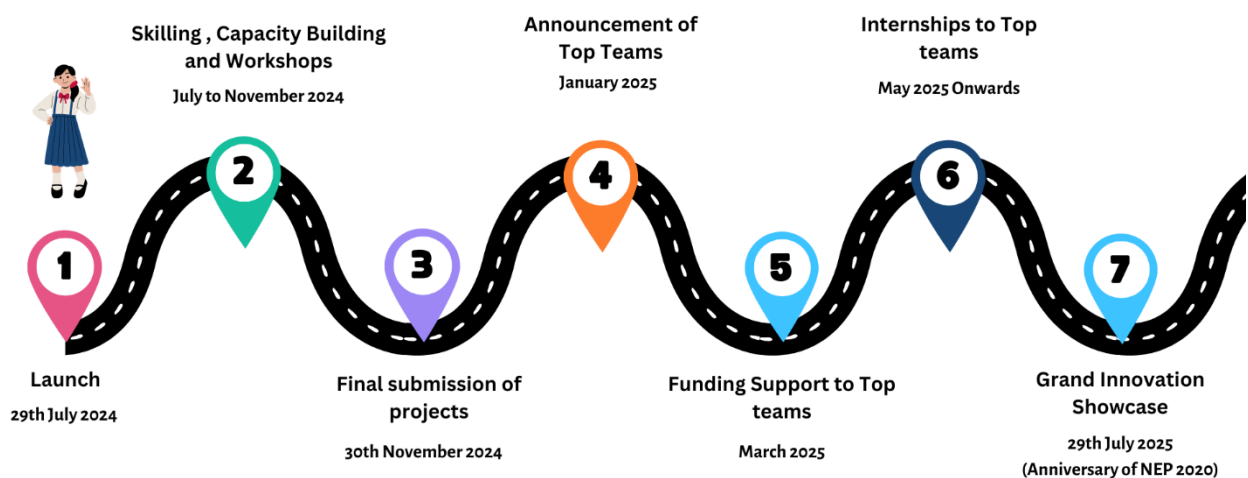 1
Launch
29th July 2024
Skilling , Capacity Building
and Workshops
July to November 2024
2
3
Final submission of
projects
30th November 2024
Announcement of
Top Teams
January 2025
4
5
Funding Support to Top
teams
March 2025
Internships to Top
teams
May 2025 Onwards
6
7
Grand Innovation
Showcase
29th July 2025
(Anniversary of NEP 2020)